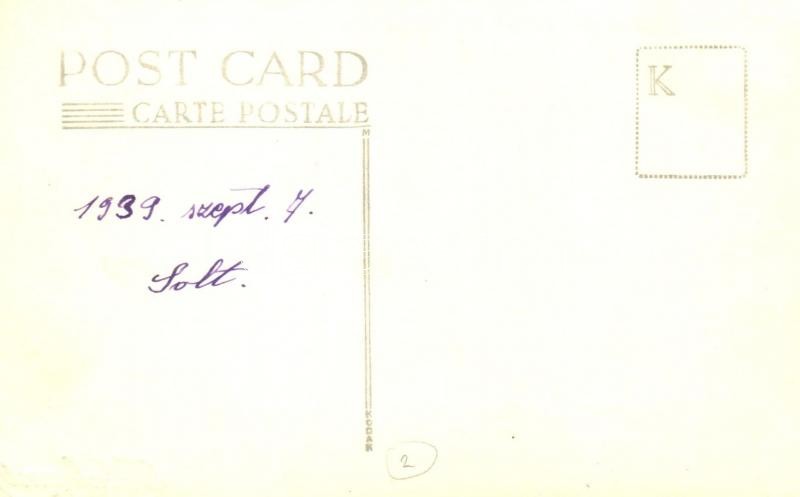 POST CARD
CARTE POSTALE
K
M
1939. szept. 7.
Solt.
KODAK
2